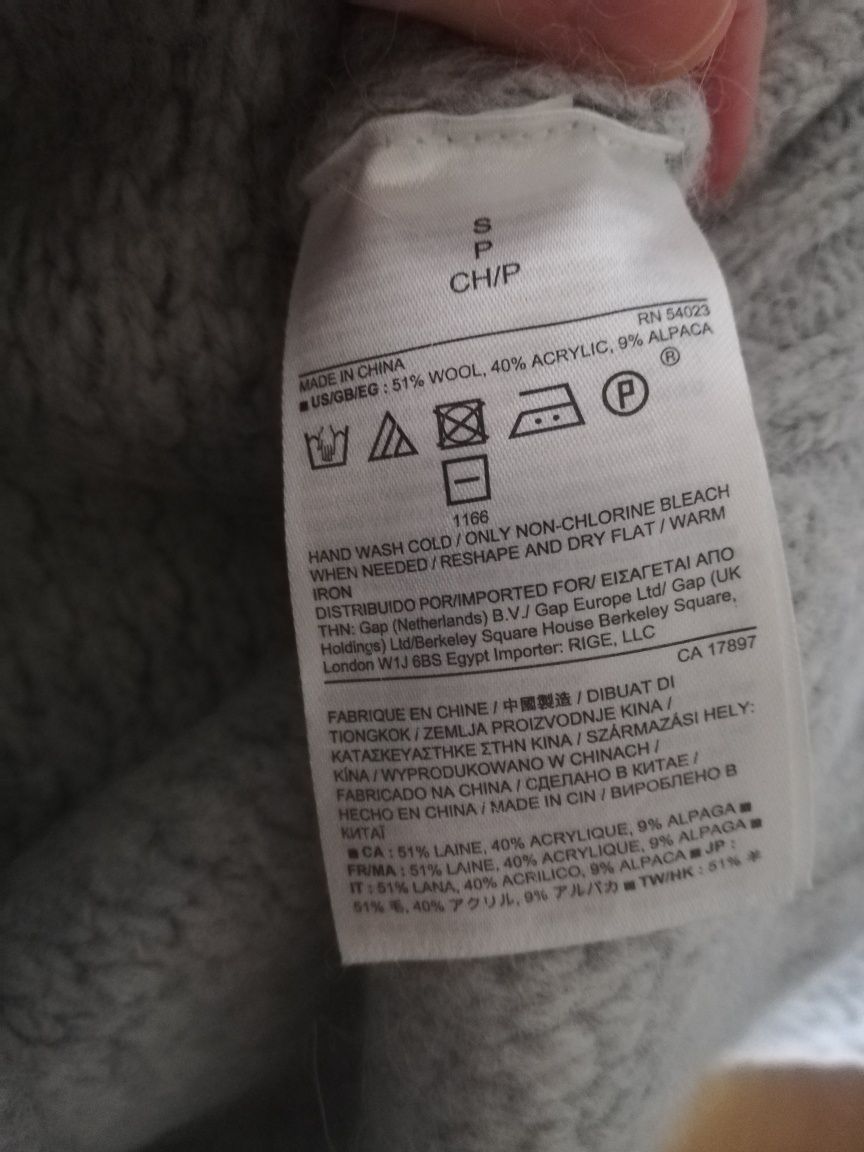 S
P
CH/P
RN 54023
MADE IN CHINA
■ US/GB/EG : 51% WOOL, 40% ACRYLIC, 9% ALPACA
®
P
1166
HAND WASH COLD / ONLY NON-CHLORINE BLEACH
WHEN NEEDED / RESHAPE AND DRY FLAT / WARM
IRON
DISTRIBUIDO POR/IMPORTED FOR/ ΕΙΣΑΓΕΤΑΙ ΑΠΟ
ΤΗΝ: Gap (Netherlands) B.V./ Gap Europe Ltd/ Gap (UK
Holdings) Ltd/Berkeley Square House Berkeley Square,
London W1J 6BS Egypt Importer: RIGE, LLC
CA 17897
FABRIQUE EN CHINE / 中國製造 / DIBUAT DI
TIONGKOK / ZEMLJA PROIZVODNJE KINA /
ΚΑΤΑΣΚΕΥΑΣΤΗΚΕ ΣΤΗΝ ΚΙΝΑ / SZÁRMAZÁSI HELY:
KÍNA / WYPRODUKOWANO W CHINACH /
FABRICADO NA CHINA / СДЕЛАНО В КИТАЕ /
HECHO EN CHINA / MADE IN CIN / ВИРОБЛЕНО В
КИТАЇ
■ CA : 51% LAINE, 40% ACRYLIQUE, 9% ALPAGA ■
FR/MA : 51% LAINE, 40% ACRYLIQUE, 9% ALPAGA ■
IT : 51% LANA, 40% ACRILICO, 9% ALPACA ■ JP :
51% 毛, 40% アクリル, 9% アルパカ ■ TW/HK : 51% 羊